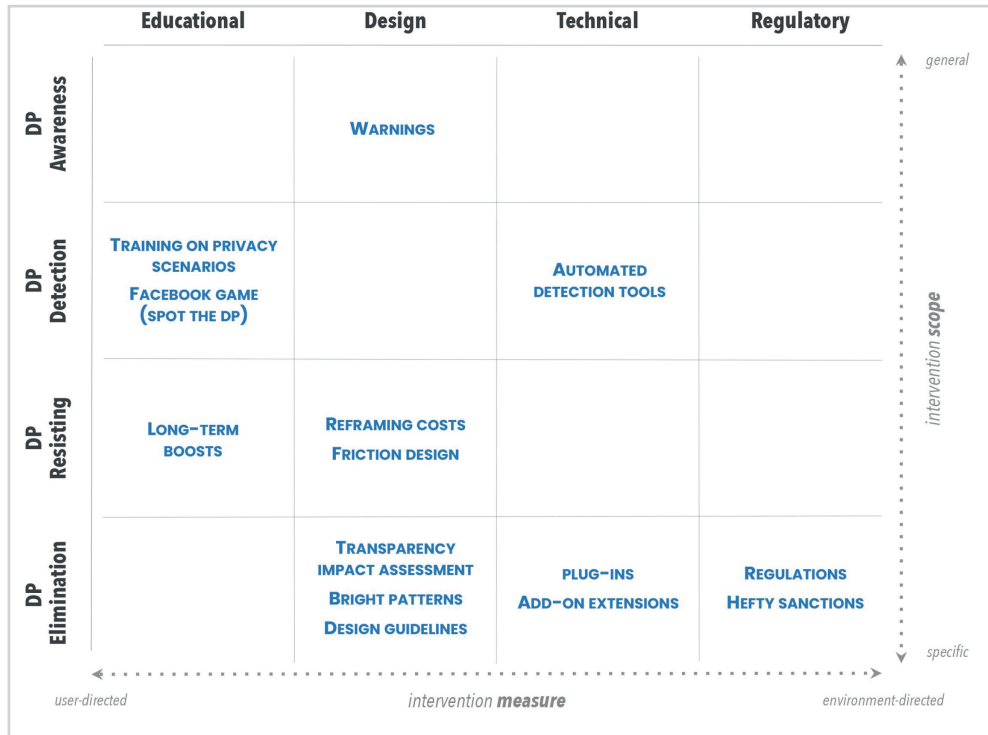 Educational Design Technical Regulatory
general
DP
Awareness
WARNINGS
DP
Detection
TRAINING ON PRIVACY
SCENARIOS
FACEBOOK GAME
(SPOT THE DP)
AUTOMATED
DETECTION TOOLS
intervention scope
DP
Resisting
LONG-TERM
BOOSTS
REFRAMING COSTS
FRICTION DESIGN
DP
Elimination
TRANSPARENCY
IMPACT ASSESSMENT
BRIGHT PATTERNS
DESIGN GUIDELINES
PLUG-INS
ADD-ON EXTENSIONS
REGULATIONS
HEFTY SANCTIONS
specific
user-directed
intervention measure
environment-directed